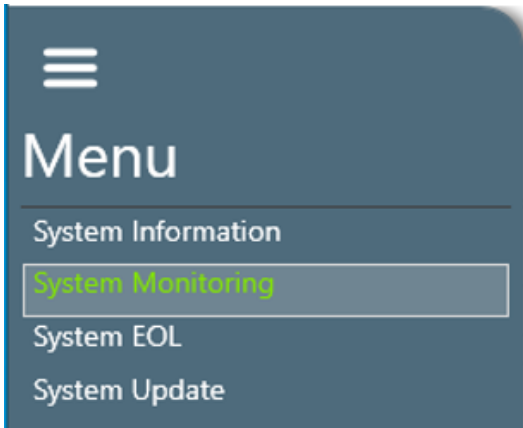 Menu
System Information
System Monitoring
System EOL
System Update